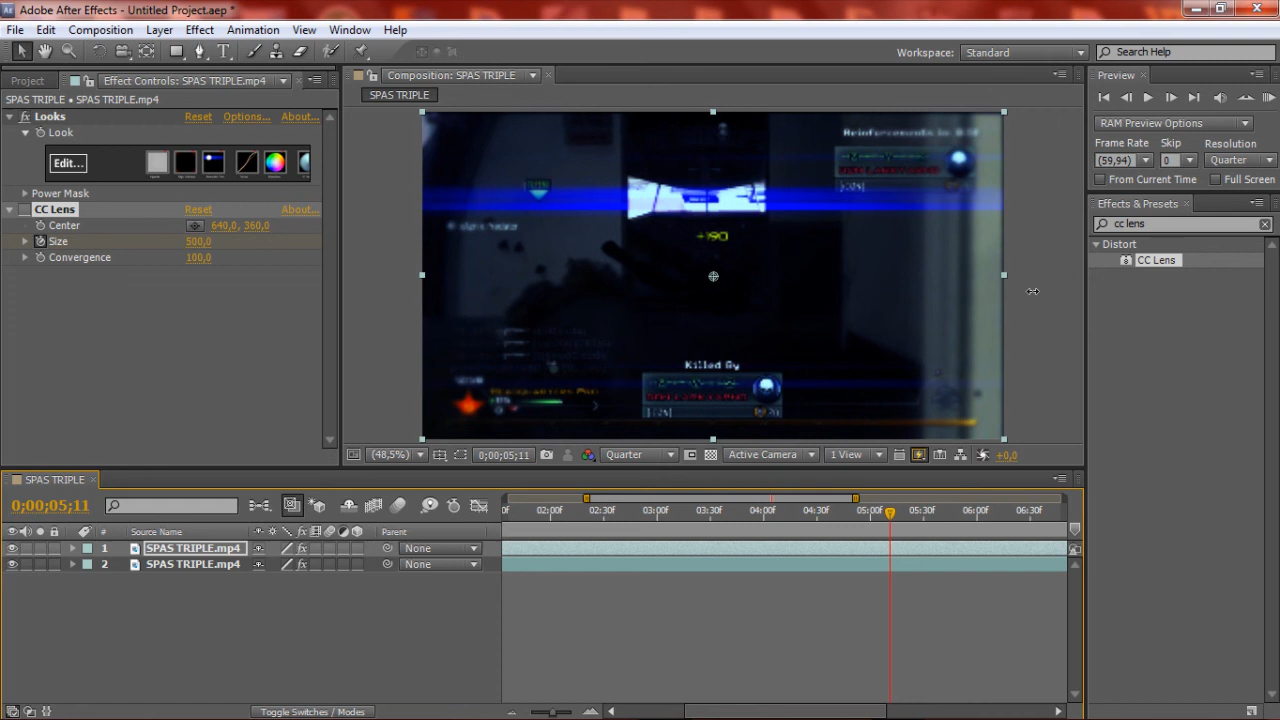 Adobe After Effects - Untitled Project.aep *
File Edit Composition Layer Effect Animation View Window Help
Workspace: Standard Search Help
Project Effect Controls: SPAS TRIPLE.mp4
Composition: SPAS TRIPLE
Preview
SPAS TRIPLE • SPAS TRIPLE.mp4
SPAS TRIPLE
fx Looks Reset Options... About...
Look
Edit...
Power Mask
CC Lens Reset About...
Center 640,0, 360,0
Size 500,0
Convergence 100,0
Reinforcements in
+190
Killed By
RAM Preview Options
Frame Rate Skip Resolution
(59,94) 0 Quarter
From Current Time Full Screen
Effects & Presets
cc lens
Distort
CC Lens
(48,5%) 0;00;05;11 Quarter Active Camera 1 View +0,0
SPAS TRIPLE
0;00;05;11
02:00f 02:30f 03:00f 03:30f 04:00f 04:30f 05:00f 05:30f 06:00f 06:30f
# Source Name Parent
1 SPAS TRIPLE.mp4 None
2 SPAS TRIPLE.mp4 None
Toggle Switches / Modes